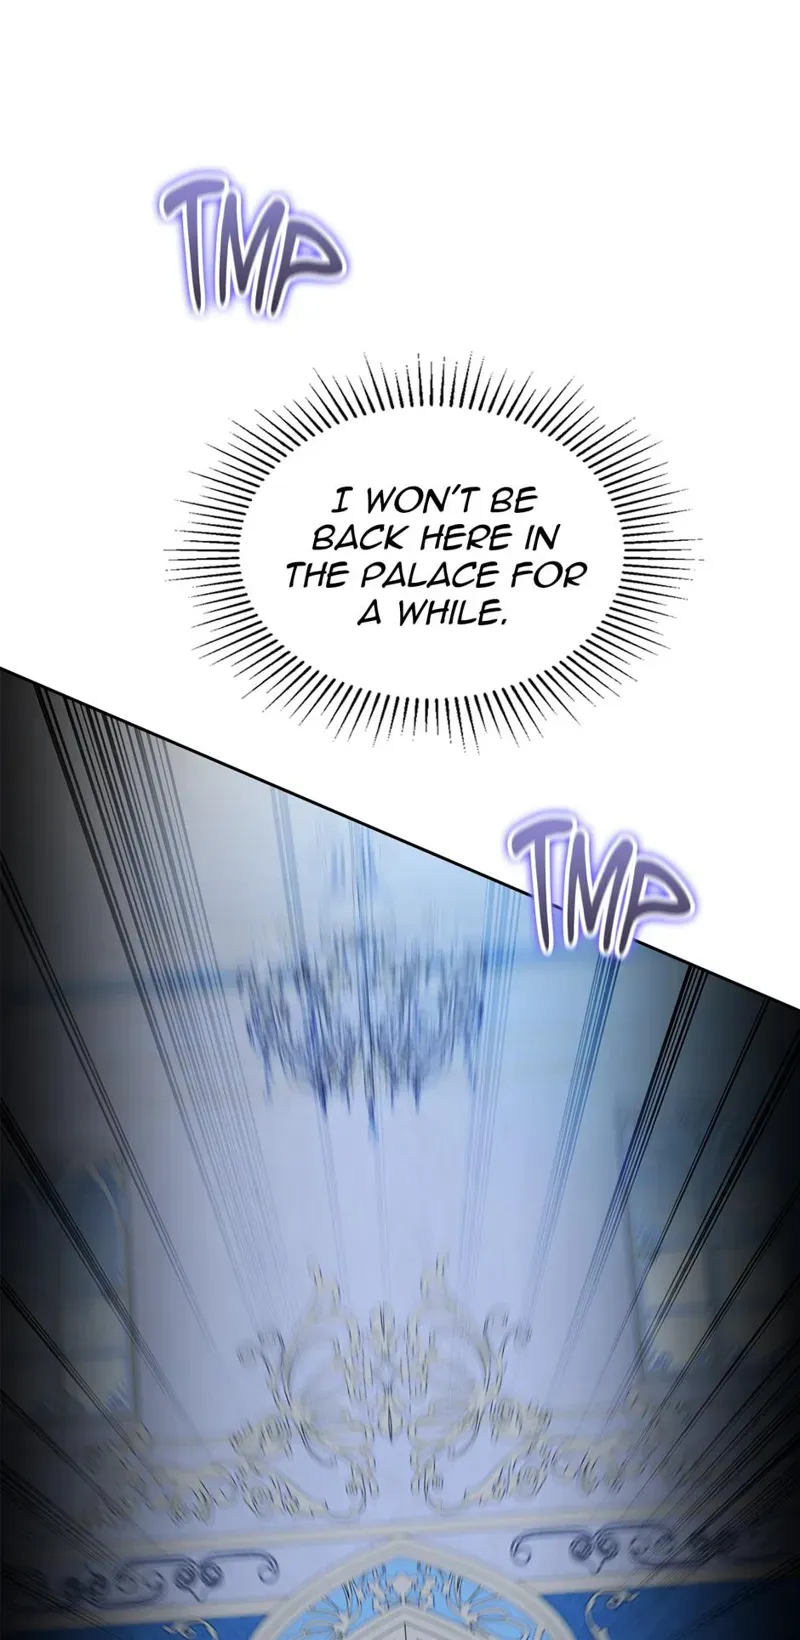 TMP
I WON'T BE
BACK HERE IN
THE PALACE FOR
A WHILE.
TMP